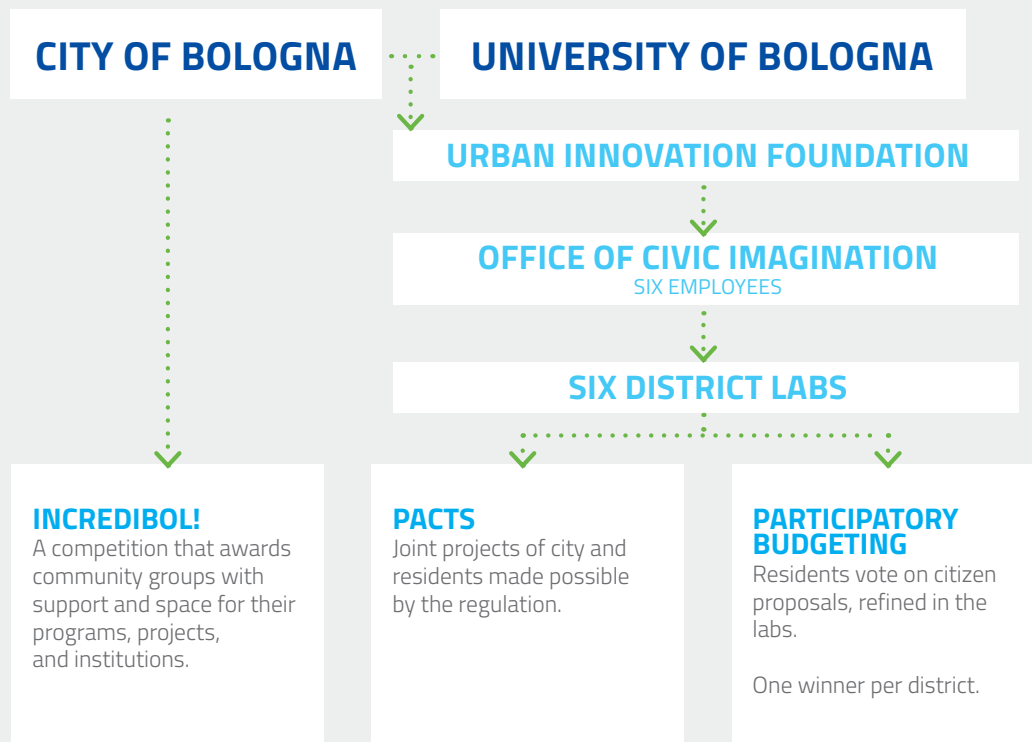 CITY OF BOLOGNA
UNIVERSITY OF BOLOGNA
URBAN INNOVATION FOUNDATION
OFFICE OF CIVIC IMAGINATION
SIX EMPLOYEES
SIX DISTRICT LABS
INCREDIBOL!
A competition that awards
community groups with
support and space for their
programs, projects,
and institutions.
PACTS
Joint projects of city and
residents made possible
by the regulation.
PARTICIPATORY
BUDGETING
Residents vote on citizen
proposals, refined in the
labs.
One winner per district.